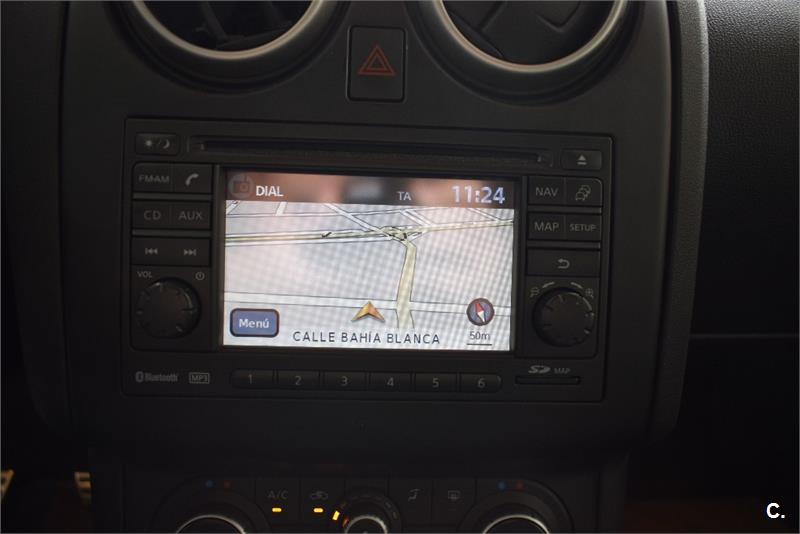 FM·AM
CD AUX
VOL
DIAL TA 11:24
Menú
CALLE BAHÍA BLANCA
50m
NAV
MAP SETUP
Bluetooth MP3
1 2 3 4 5 6
SD MAP
A/C
C.